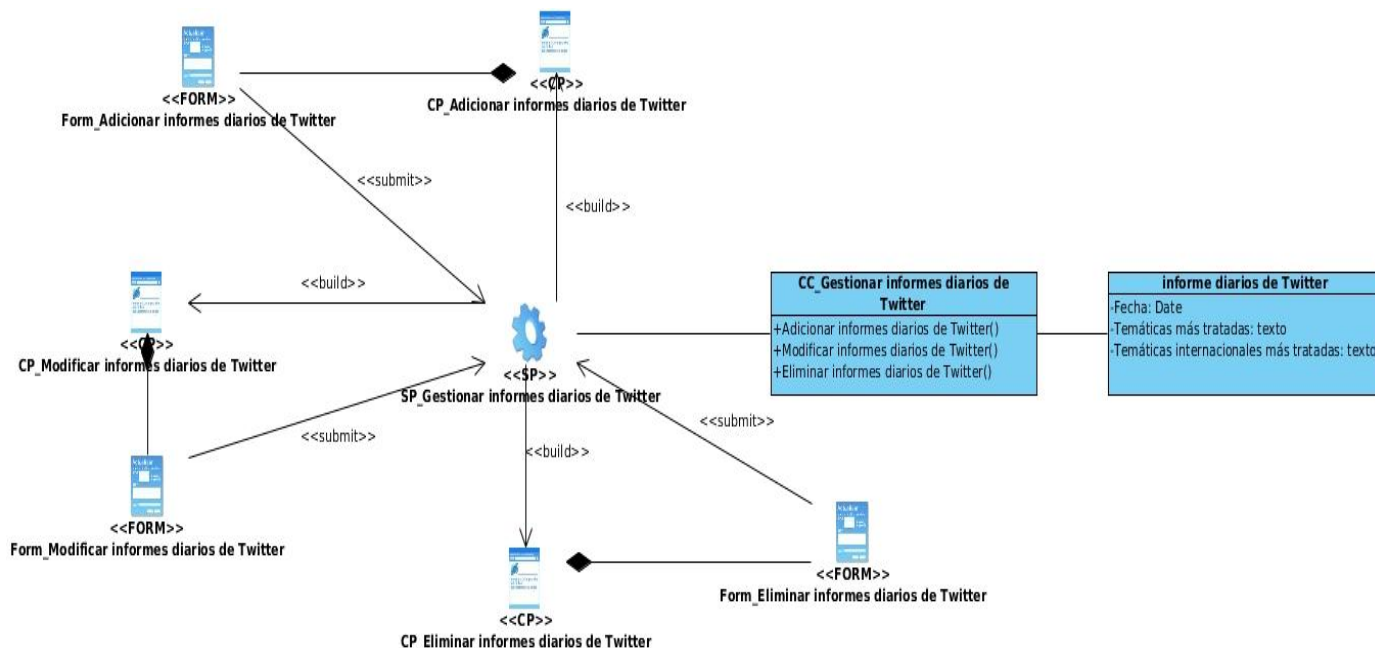 <<FORM>>
Form_Adicionar informes diarios de Twitter
<<CP>>
CP_Adicionar informes diarios de Twitter
<<submit>>
<<build>>
<<build>>
<<CP>>
CP_Modificar informes diarios de Twitter
<<SP>>
SP_Gestionar informes diarios de Twitter
CC_Gestionar informes diarios de
Twitter
+Adicionar informes diarios de Twitter()
+Modificar informes diarios de Twitter()
+Eliminar informes diarios de Twitter()
informe diarios de Twitter
-Fecha: Date
-Temáticas más tratadas: texto
-Temáticas internacionales más tratadas: texto
<<submit>>
<<build>>
<<submit>>
<<FORM>>
Form_Modificar informes diarios de Twitter
<<CP>>
CP_Eliminar informes diarios de Twitter
<<FORM>>
Form_Eliminar informes diarios de Twitter